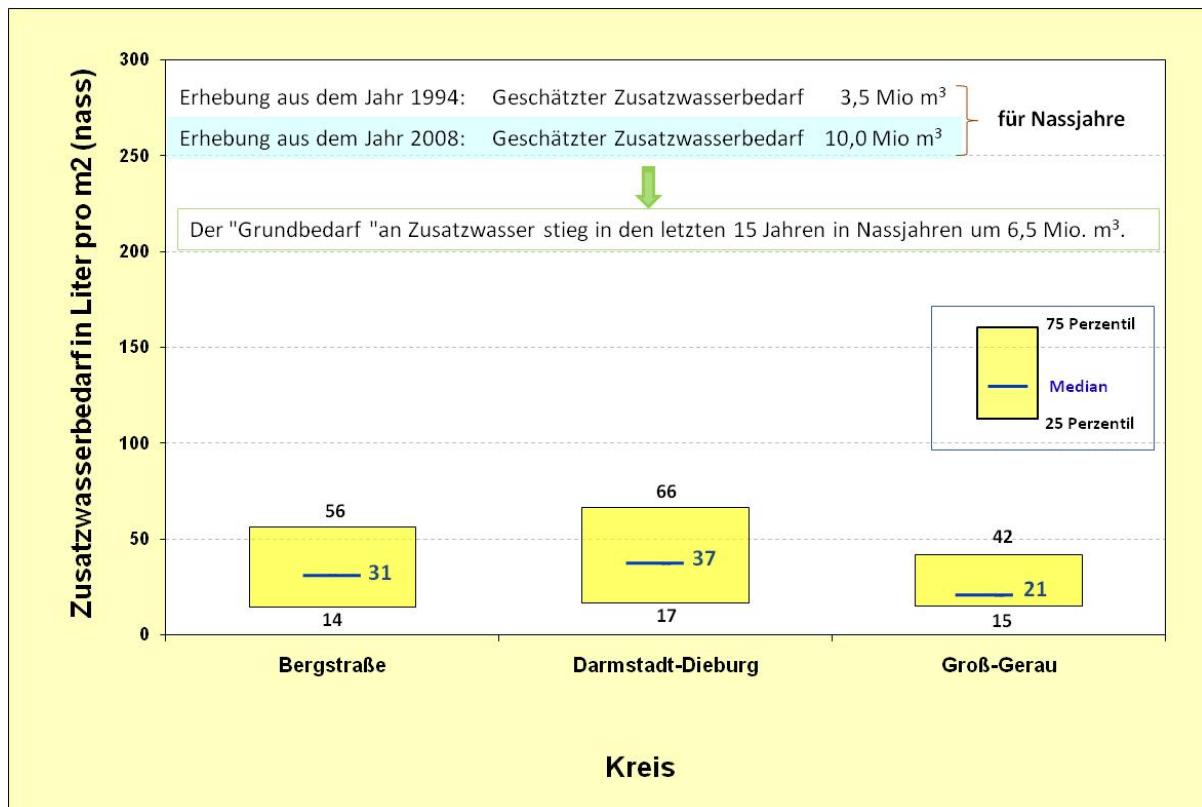 Zusatzwasserbedarf in Liter pro m2 (nass)
300
250
200
150
100
50
0
Erhebung aus dem Jahr 1994: Geschätzter Zusatzwasserbedarf 3,5 Mio m³
Erhebung aus dem Jahr 2008: Geschätzter Zusatzwasserbedarf 10,0 Mio m³
für Nassjahre
Der "Grundbedarf "an Zusatzwasser stieg in den letzten 15 Jahren in Nassjahren um 6,5 Mio. m³.
75 Perzentil
Median
25 Perzentil
56
31
14
66
37
17
42
21
15
Bergstraße
Darmstadt-Dieburg
Groß-Gerau
Kreis